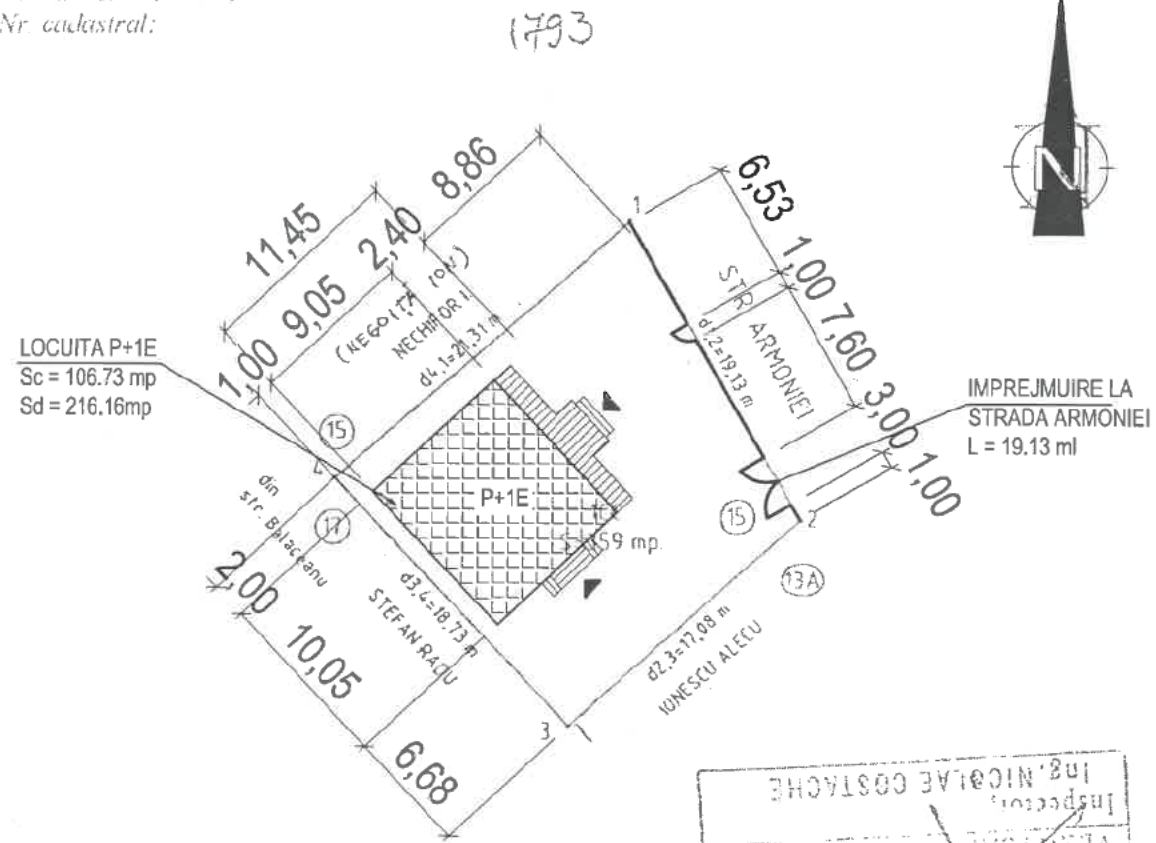 Nr. cadastral:
1793
N
8,86
11,45
2,40
9,05
1,00
6,53
1,00
7,60
3,00
1,00
1
(NEGOITA ION)
NECHIFOR I.
d4,1=21,31 m
STR ARMONIEI
d1,2=19,13 m
LOCUITA P+1E
Sc = 106.73 mp
Sd = 216.16mp
IMPREJMUIRE LA
STRADA ARMONIEI
L = 19.13 ml
15
4
17
din
str. Balaceanu
P+1E
59 mp.
15
2
13A
d3,4=18,73 m
STEFAN RADU
d2,3=17,08 m
IONESCU ALECU
3
2,00
10,05
6,68
Inspector,
Ing. NICOLAE COSTACHE